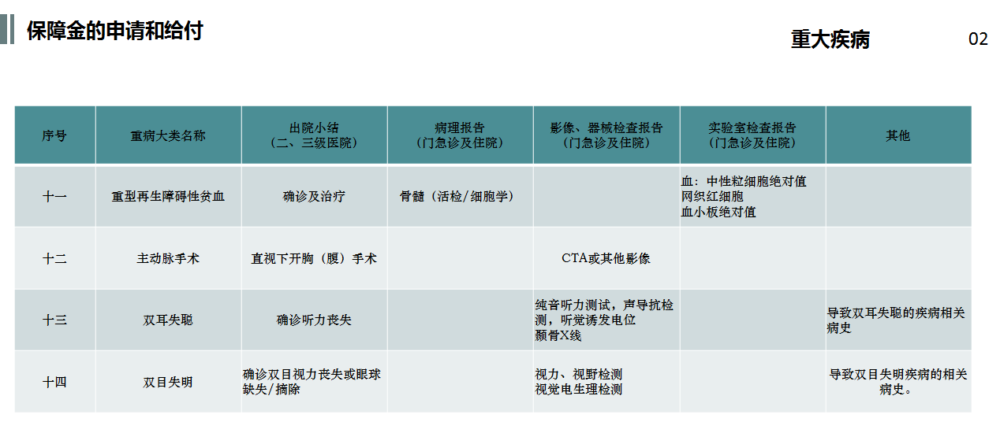 保障金的申请和给付
重大疾病
02
序号
重病大类名称
出院小结
（二、三级医院）
病理报告
（门急诊及住院）
影像、器械检查报告
（门急诊及住院）
实验室检查报告
（门急诊及住院）
其他
十一
重型再生障碍性贫血
确诊及治疗
骨髓（活检/细胞学）
血：中性粒细胞绝对值
网织红细胞
血小板绝对值
十二
主动脉手术
直视下开胸（腹）手术
CTA或其他影像
十三
双耳失聪
确诊听力丧失
纯音听力测试，声导抗检
测，听觉诱发电位
颞骨X线
导致双耳失聪的疾病相关
病史
十四
双目失明
确诊双目视力丧失或眼球
缺失/摘除
视力、视野检测
视觉电生理检测
导致双目失明疾病的相关
病史。